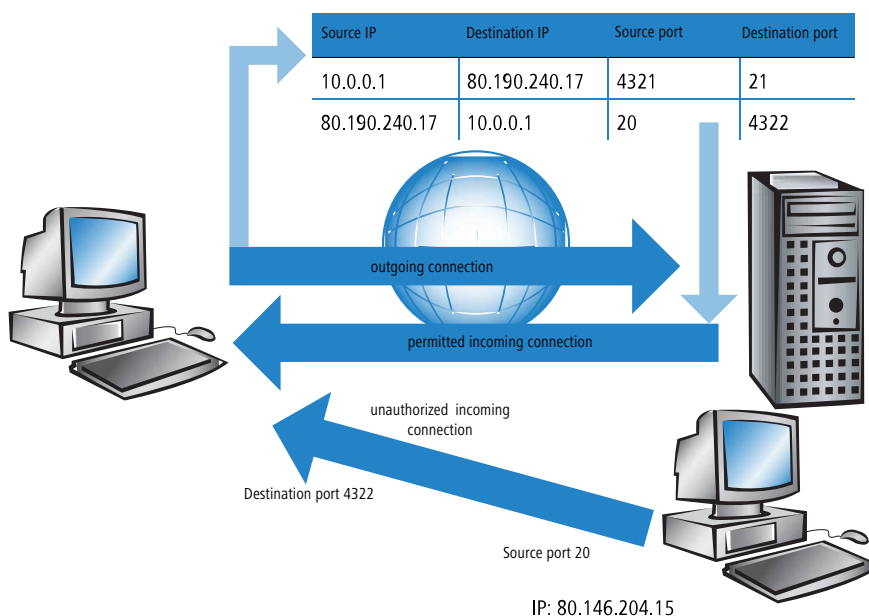 Source IP Destination IP Source port Destination port
10.0.0.1 80.190.240.17 4321 21
80.190.240.17 10.0.0.1 20 4322
outgoing connection
permitted incoming connection
unauthorized incoming
connection
Destination port 4322
Source port 20
IP: 80.146.204.15